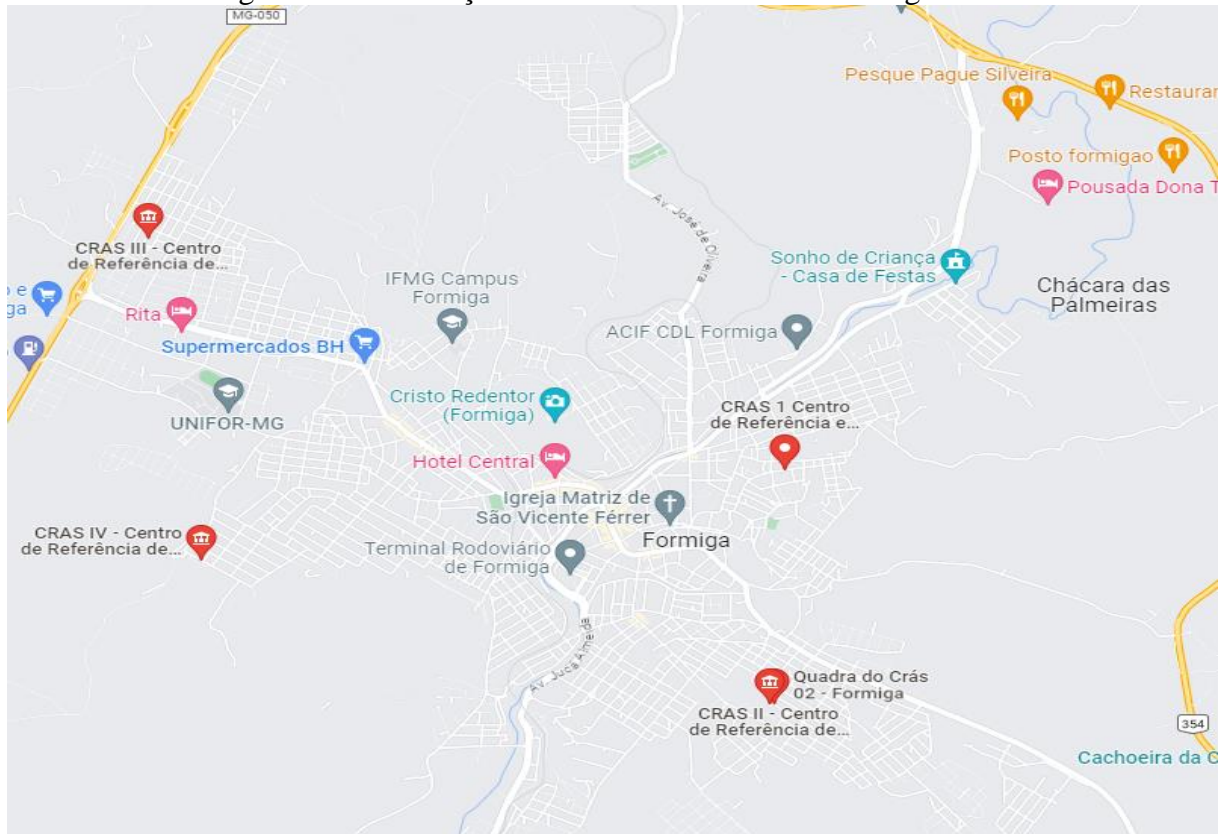 MG-050
Pesque Pague Silveira
Restauran
Posto formigao
Pousada Dona T
Av. José de Oliveira
CRAS III - Centro
de Referência de...
Sonho de Criança
- Casa de Festas
Chácara das
Palmeiras
IFMG Campus
Formiga
o e
ga
Rita
ACIF CDL Formiga
Supermercados BH
Cristo Redentor
(Formiga)
UNIFOR-MG
CRAS 1 Centro
de Referência e...
Hotel Central
Igreja Matriz de
São Vicente Férrer
CRAS IV - Centro
de Referência de...
Formiga
Terminal Rodoviário
de Formiga
Av. Juca Almeida
Quadra do Crás
02 - Formiga
CRAS II - Centro
de Referência de...
354
Cachoeira da C